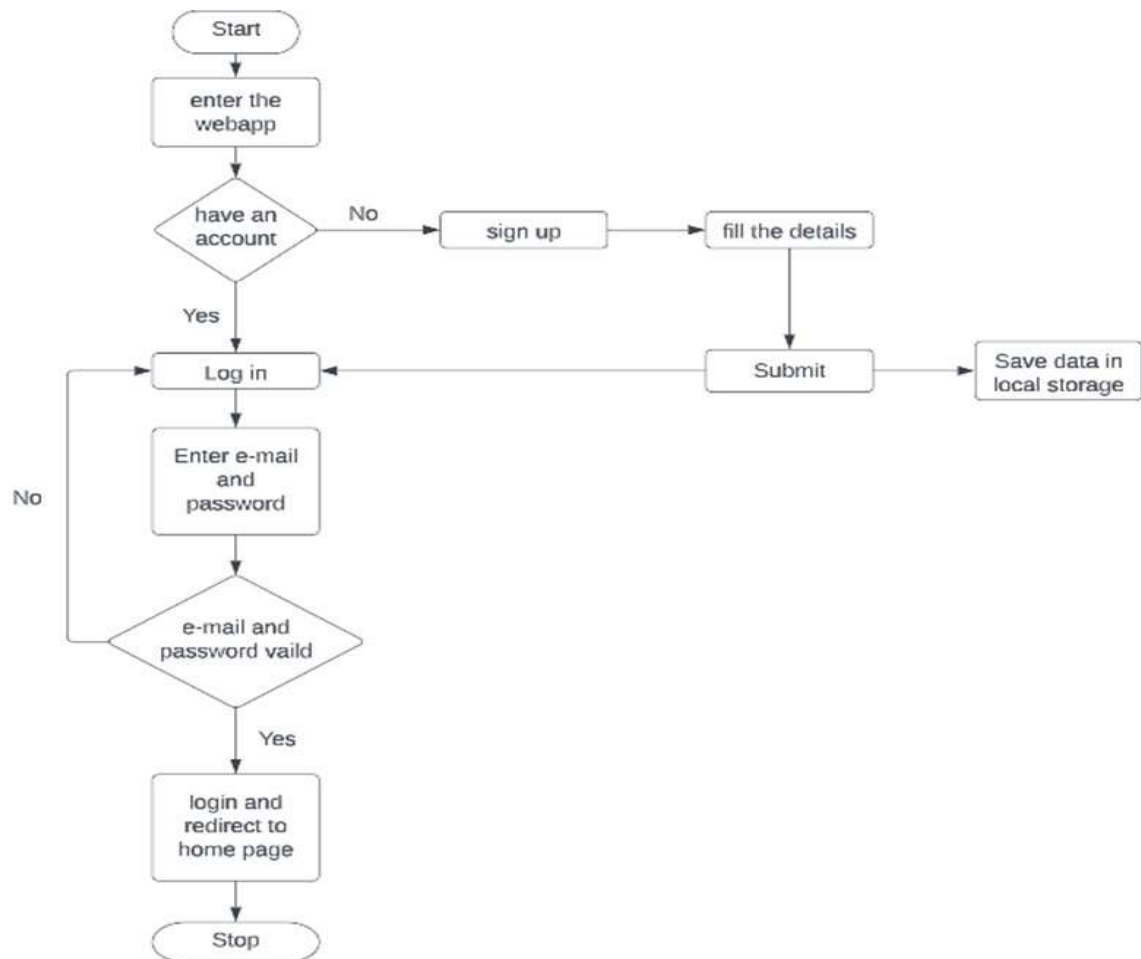 Start
enter the
webapp
have an
account
No
sign up
fill the details
Yes
Log in
Submit
Save data in
local storage
Enter e-mail
and
password
No
e-mail and
password vaild
Yes
login and
redirect to
home page
Stop